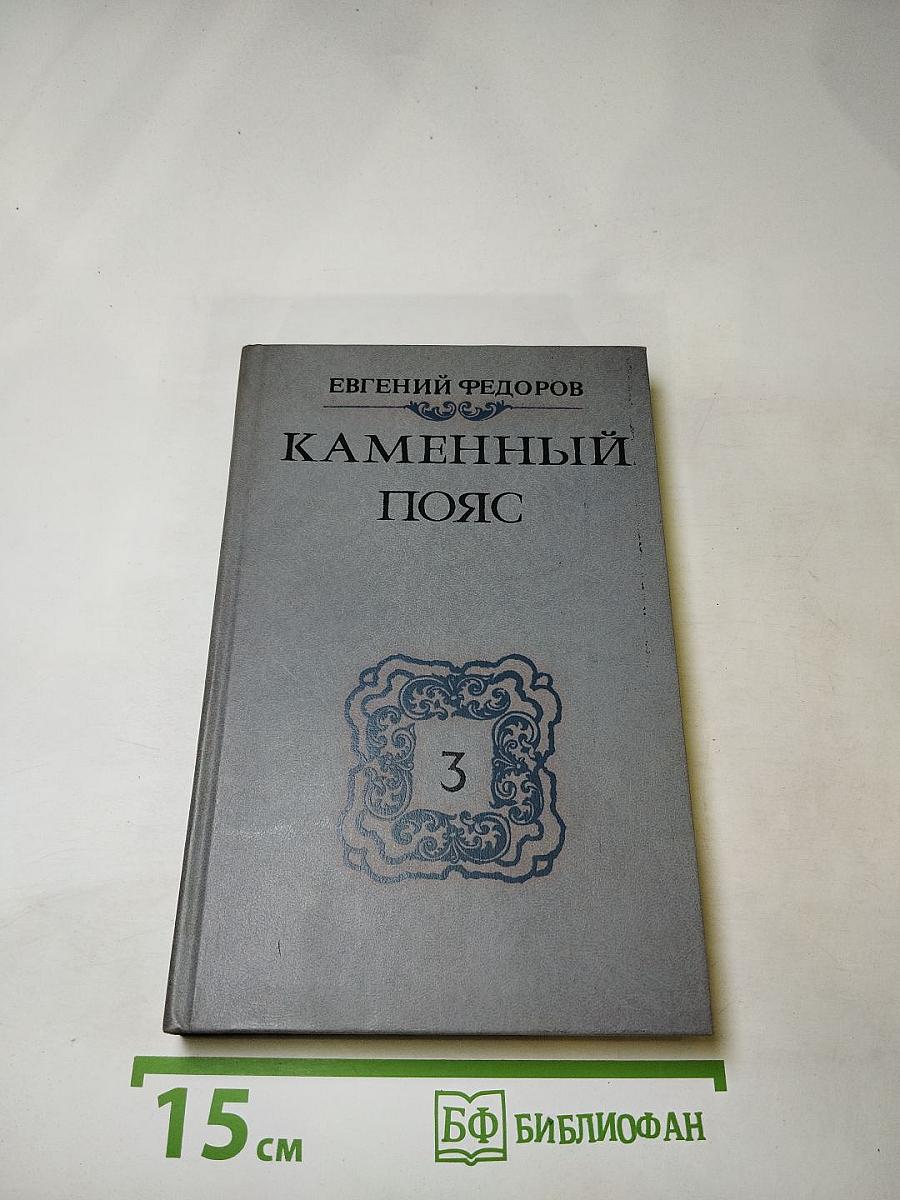 ЕВГЕНИЙ ФЕДОРОВ
КАМЕННЫЙ
ПОЯС
3
15 см
БФ БИБЛИОФАН